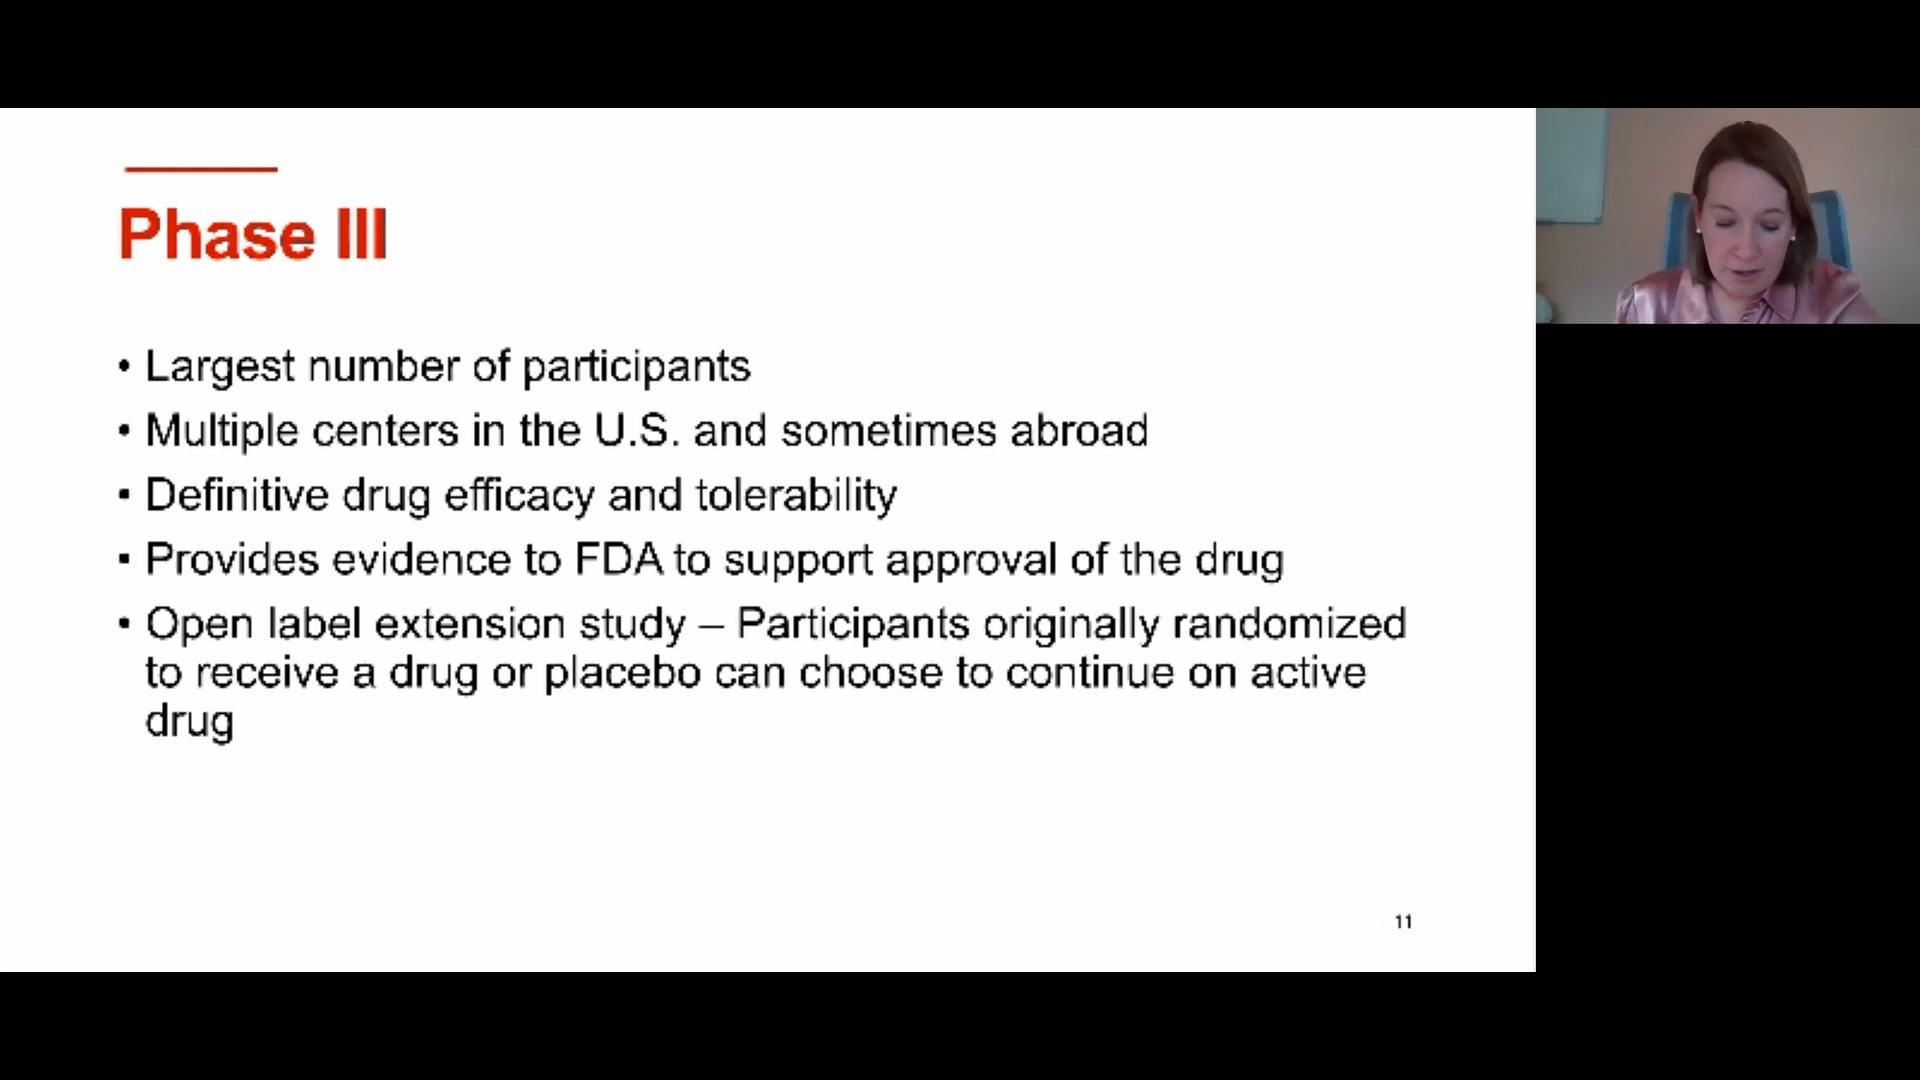 Phase III
• Largest number of participants
• Multiple centers in the U.S. and sometimes abroad
• Definitive drug efficacy and tolerability
• Provides evidence to FDA to support approval of the drug
• Open label extension study – Participants originally randomized
to receive a drug or placebo can choose to continue on active
drug
11